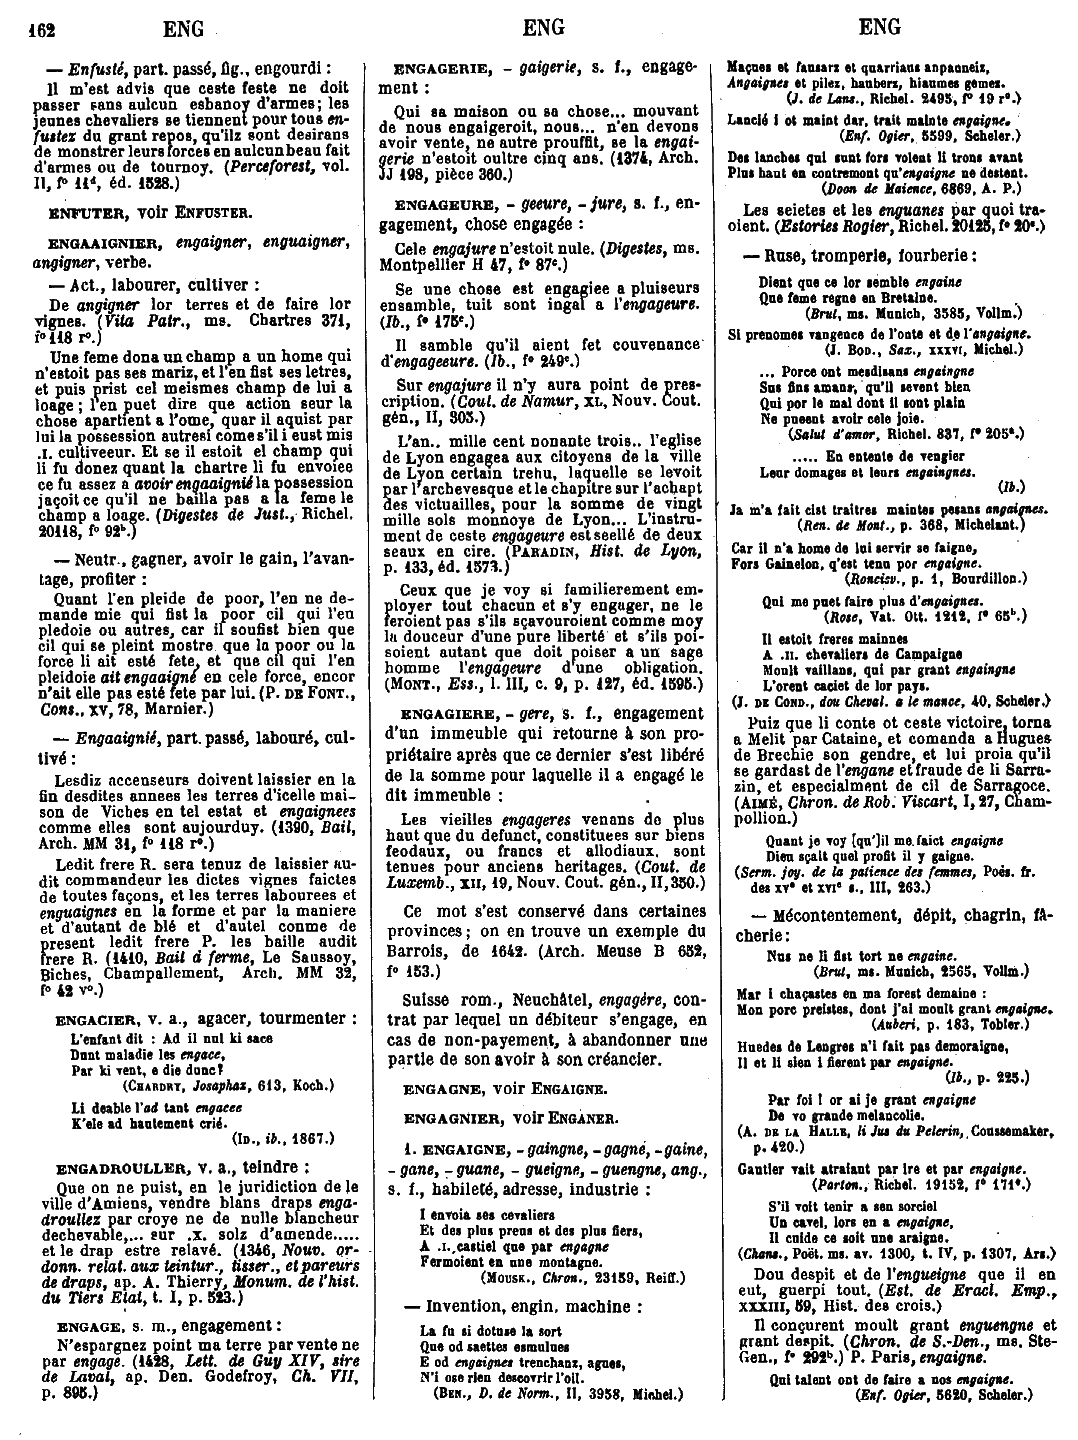 162 ENG ENG ENG
— Enfusté, part. passé, fig., engourdi :
Il m'est advis que ceste feste ne doit
passer sans aulcun esbanoy d'armes; les
jeunes chevaliers se tiennent pour tous en-
fustez du grant repos, qu'ilz sont desirans
de monstrer leurs forces en aulcun beau fait
d'armes ou de tournoy. (Perceforest, vol.
II, f° 11ᵈ, éd. 1528.)
ENFUTER, voir ENFUSTER.
ENGAAIGNIER, engaigner, enguaigner,
angigner, verbe.
— Act., labourer, cultiver :
De angigner lor terres et de faire lor
vignes. (Vita Patr., ms. Chartres 371,
f° 118 r°.)
Une feme dona un champ a un home qui
n'estoit pas ses mariz, et l'en fist ses letres,
et puis prist cel meismes champ de lui a
loage; l'en puet dire que action seur la
chose apartient a l'ome, quar il aquist par
lui la possession autresi come s'il i eust mis
.I. cultiveeur. Et se il estoit el champ qui
li fu donez quant la chartre li fu envoiee
ce fu assez a avoir engaaignié la possession
jaçoit ce qu'il ne bailla pas a la feme le
champ a loage. (Digestes de Just., Richel.
20118, f° 92ᵇ.)
— Neutr., gagner, avoir le gain, l'avan-
tage, profiter :
Quant l'en pleide de poor, l'en ne de-
mande mie qui fist la poor cil qui l'en
pledoie ou autres, car il soufist bien que
cil qui se pleint mostre que la poor ou la
force li ait esté fete, et que cil qui l'en
pleidoie ait engaaigné en cele force, encor
n'ait elle pas esté fete par lui. (P. DE FONT.,
Cons., XV, 78, Marnier.)
— Engaaignié, part. passé, labouré, cul-
tivé :
Lesdiz accenseurs doivent laissier en la
fin desdites annees les terres d'icelle mai-
son de Viches en tel estat et engaignees
comme elles sont aujourduy. (1390, Bail,
Arch. MM 31, f° 118 r°.)
Ledit frere R. sera tenuz de laissier au-
dit commandeur les dictes vignes faictes
de toutes façons, et les terres labourees et
enguaignes en la forme et par la maniere
et d'autant de blé et d'autel conme de
present ledit frere P. les baille audit
frere R. (1410, Bail à ferme, Le Saussoy,
Biches, Champallement, Arch. MM 32,
f° 42 v°.)
ENGACIER, v. a., agacer, tourmenter :
L'enfant dit : Ad il nul ki sace
Dunt maladie les engace,
Par ki vent, e die dunc?
(CHARDRY, Josaphaz, 613, Koch.)
Li deable l'ad tant engacee
K'ele ad hautement crié.
(ID., ib., 1867.)
ENGADROULLER, v. a., teindre :
Que on ne puist, en le juridiction de le
ville d'Amiens, vendre blans draps enga-
droullez par croye ne de nulle blancheur
dechevable,... sur .X. solz d'amende.....
et le drap estre relavé. (1346, Nouv. or-
donn. relat. aux teintur., tisser., et pareurs
de draps, ap. A. Thierry, Monum. de l'hist.
du Tiers Etat, t. I, p. 523.)
ENGAGE, s. m., engagement :
N'espargnez point ma terre par vente ne
par engage. (1428, Lett. de Guy XIV, sire
de Laval, ap. Den. Godefroy, Ch. VII,
p. 895.)
ENGAGERIE, - gaigerie, s. f., engage-
ment :
Qui sa maison ou sa chose... mouvant
de nous engaigeroit, nous... n'en devons
avoir vente, ne autre prouffit, se la engai-
gerie n'estoit oultre cinq ans. (1374, Arch.
JJ 198, pièce 360.)
ENGAGEURE, - geeure, - jure, s. f., en-
gagement, chose engagée :
Cele engajure n'estoit nule. (Digestes, ms.
Montpellier H 47, f° 87ᶜ.)
Se une chose est engagiee a pluiseurs
ensamble, tuit sont ingal a l'engageure.
(Ib., f° 175ᶜ.)
Il samble qu'il aient fet couvenance
d'engageeure. (Ib., f° 249ᶜ.)
Sur engajure il n'y aura point de pres-
cription. (Cout. de Namur, XL, Nouv. Cout.
gén., II, 303.)
L'an.. mille cent nonante trois.. l'eglise
de Lyon engagea aux citoyens de la ville
de Lyon certain trehu, laquelle se levoit
par l'archevesque et le chapitre sur l'achapt
des victuailles, pour la somme de vingt
mille sols monnoye de Lyon... L'instru-
ment de ceste engageure est seellé de deux
seaux en cire. (PARADIN, Hist. de Lyon,
p. 133, éd. 1573.)
Ceux que je voy si familierement em-
ployer tout chacun et s'y engager, ne le
feroient pas s'ils sçavouroient comme moy
la douceur d'une pure liberté et s'ils poi-
soient autant que doit poiser a un sage
homme l'engageure d'une obligation.
(MONT., Ess., l. III, c. 9, p. 127, éd. 1595.)
ENGAGIERE, - gere, s. f., engagement
d'un immeuble qui retourne à son pro-
priétaire après que ce dernier s'est libéré
de la somme pour laquelle il a engagé le
dit immeuble :
Les vieilles engageres venans de plus
haut que du defunct, constituees sur biens
feodaux, ou francs et allodiaux, sont
tenues pour anciens heritages. (Cout. de
Luxemb., XII, 19, Nouv. Cout. gén., II, 350.)
Ce mot s'est conservé dans certaines
provinces; on en trouve un exemple du
Barrois, de 1642. (Arch. Meuse B 652,
f° 153.)
Suisse rom., Neuchâtel, engagére, con-
trat par lequel un débiteur s'engage, en
cas de non-payement, à abandonner une
partie de son avoir à son créancier.
ENGAGNE, voir ENGAIGNE.
ENGAGNIER, voir ENGANER.
1. ENGAIGNE, - gaingne, - gagne, - gaine,
- gane, - guane, - gueigne, - guengne, ang.,
s. f., habileté, adresse, industrie :
I envoia ses cevaliers
Et des plus preus et des plus fiers,
A .I. castiel que par engagne
Fermoient en une montagne.
(MOUSK., Chron., 23159, Reiff.)
— Invention, engin, machine :
La fu si dotuse la sort
Que od saettes esmulues
E od engaignes trenchanz, agues,
N'i ose rien descovrir l'oil.
(BEN., D. de Norm., II, 3958, Michel.)
Maçues et fausarz et quarriaus anpanneiz,
Angaignes et pilez, hauberz, hiaumes gemez.
(J. de Lans., Richel. 2495, f° 19 r°.)
Lancié i ot maint dar, trait mainte engaigne.
(Enf. Ogier, 5599, Scheler.)
Des lanches qui sunt fors volent li trons avant
Plus haut en contremont qu'engaigne ne destent.
(Doon de Maience, 6869, A. P.)
Les seietes et les enguanes par quoi tra-
oient. (Estories Rogier, Richel. 20125, f° 20ᵃ.)
— Ruse, tromperie, fourberie :
Dient que ce lor semble engaine
Que feme regne en Bretaine.
(Brut, ms. Munich, 3585, Vollm.)
Si prenomes vangence de l'onte et de l'angaigne.
(J. BOD., Sax., XXXVI, Michel.)
... Porce ont mesdisans engaingne
Sus fins amans, qu'il sevent bien
Qui por le mal dont il sont plain
Ne pueent avoir cele joie.
(Salut d'amor, Richel. 837, f° 205ᵃ.)
..... En entente de vengier
Leur domages et leurs engaingnes.
(Ib.)
Ja m'a fait cist traitres maintes pesans angaignes.
(Ren. de Mont., p. 368, Michelant.)
Car il n'a home de lui servir se faigne,
Fors Gainelon, q'est tenu por engaigne.
(Roncisv., p. 1, Bourdillon.)
Qui me puet faire plus d'engaignes.
(Rose, Vat. Ott. 1212, f° 65ᵇ.)
Il estoit freres mainnes
A .II. chevaliers de Campaigne
Moult vaillans, qui par grant engaingne
L'orent caciet de lor pays.
(J. DE COND., dou Cheval. a le mance, 40, Scheler.)
Puiz que li conte ot ceste victoire, torna
a Melit par Cataine, et comanda a Hugues
de Brechie son gendre, et lui proia qu'il
se gardast de l'engane et fraude de li Sarra-
zin, et especialment de cil de Sarragoce.
(AIMÉ, Chron. de Rob. Viscart, I, 27, Cham-
pollion.)
Quant je voy [qu']il me faict engaigne
Dieu sçait quel profit il y gaigne.
(Serm. joy. de la patience des femmes, Poés. fr.
des XVᵉ et XVIᵉ s., III, 263.)
— Mécontentement, dépit, chagrin, fâ-
cherie :
Nus ne li fist tort ne engaine.
(Brut, ms. Munich, 2565, Vollm.)
Mar i chaçastes en ma forest demaine :
Mon porc preistes, dont j'ai moult grant engaigne.
(Auberi, p. 183, Tobler.)
Huedes de Lengres n'i fait pas demoraigne,
Il et li sien i fierent par engaigne.
(Ib., p. 225.)
Par foi ! or ai je grant engaigne
De vo grande melancolie.
(A. DE LA HALLE, li Jus du Pelerin, Coussemaker,
p. 420.)
Gautier vait atraiant par ire et par engaigne.
(Parton., Richel. 19152, f° 171ᵃ.)
S'il voit tenir a sen sorciel
Un cavel, lors en a engaigne,
Il cuide ce soit une araigne.
(Chans., Poët. ms. av. 1300, t. IV, p. 1307, Ars.)
Dou despit et de l'engueigne que il en
eut, guerpi tout. (Est. de Eracl. Emp.,
XXXIII, 59, Hist. des crois.)
Il conçurent moult grant enguengne et
grant despit. (Chron. de S.-Den., ms. Ste-
Gen., f° 292ᵇ.) P. Paris, engaigne.
Qui talent ont de faire a nos engaigne.
(Enf. Ogier, 5620, Scheler.)